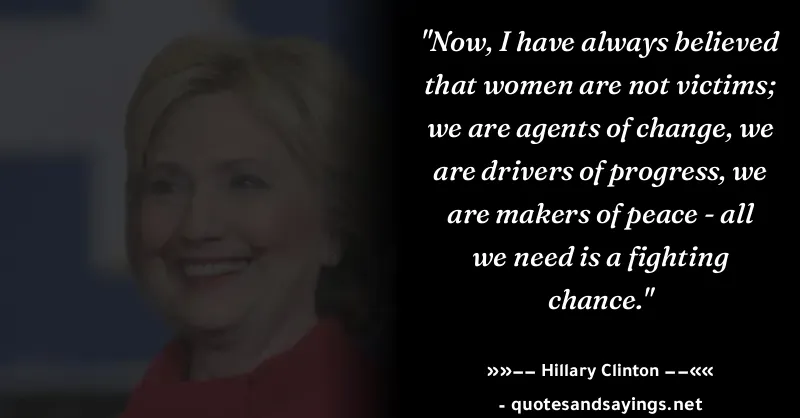 "Now, I have always believed
that women are not victims;
we are agents of change, we
are drivers of progress, we
are makers of peace - all
we need is a fighting
chance."
»»−− Hillary Clinton −−««
- quotesandsayings.net